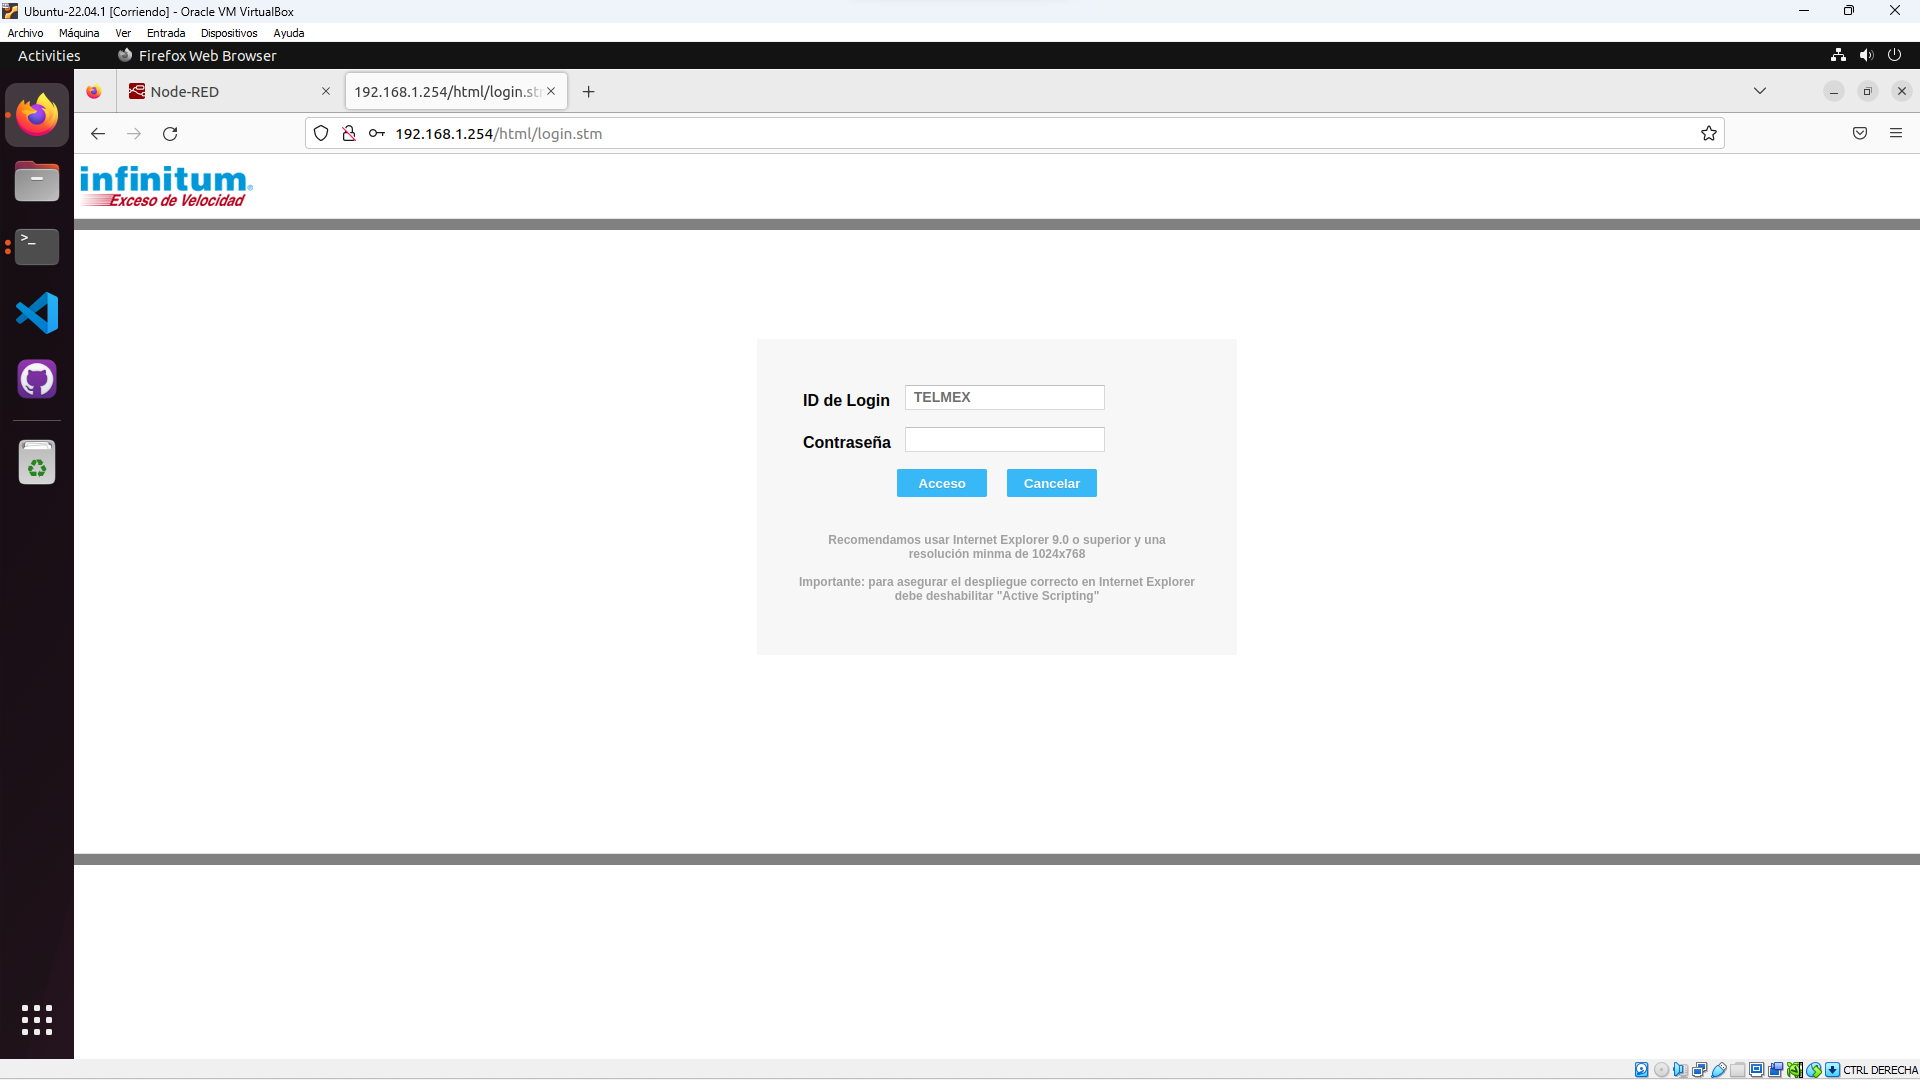 Ubuntu-22.04.1 [Corriendo] - Oracle VM VirtualBox
Archivo Máquina Ver Entrada Dispositivos Ayuda
Activities Firefox Web Browser
Node-RED 192.168.1.254/html/login.st
192.168.1.254/html/login.stm
infinitum®
Exceso de Velocidad
ID de Login TELMEX
Contraseña
Acceso Cancelar
Recomendamos usar Internet Explorer 9.0 o superior y una
resolución minma de 1024x768
Importante: para asegurar el despliegue correcto en Internet Explorer
debe deshabilitar "Active Scripting"
CTRL DERECHA